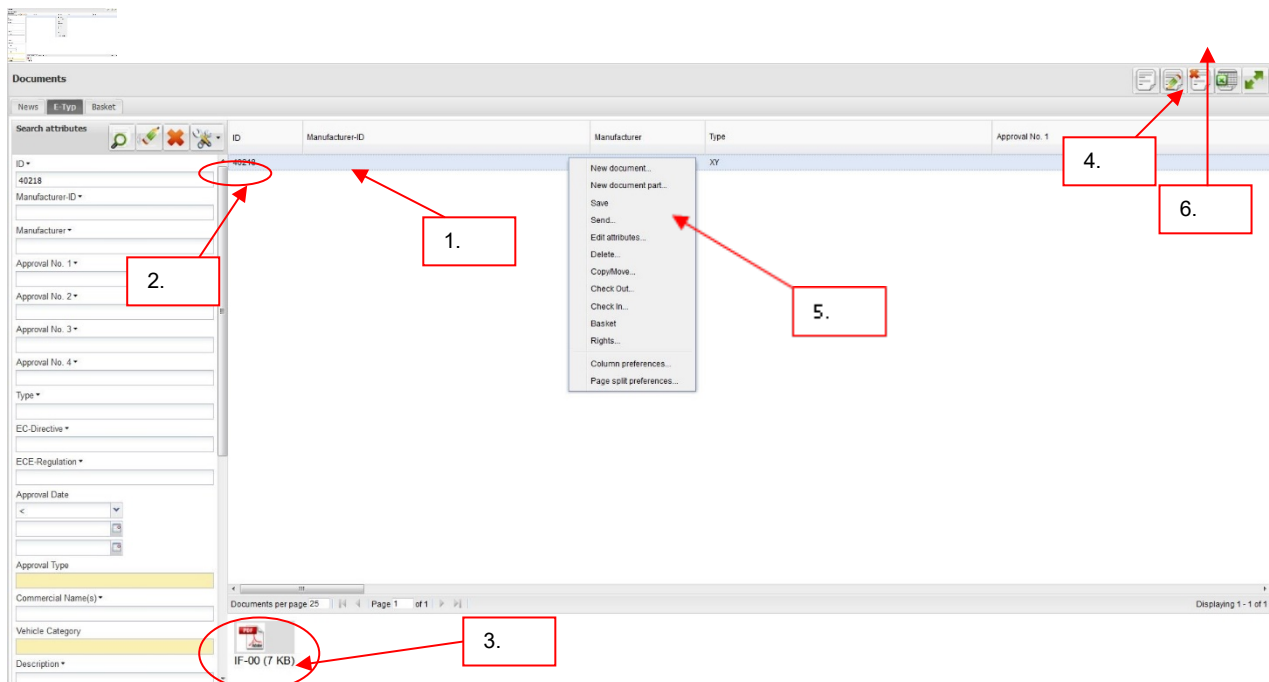 Documents
News E-Typ Basket
Search attributes
ID Manufacturer-ID Manufacturer Type Approval No. 1
ID
40218
40218 XY
Manufacturer-ID
Manufacturer
Approval No. 1
Approval No. 2
Approval No. 3
Approval No. 4
Type
EC-Directive
ECE-Regulation
Approval Date
<
Approval Type
Commercial Name(s)
Vehicle Category
Description
New document...
New document part...
Save
Send...
Edit attributes...
Delete...
Copy/Move...
Check Out...
Check In...
Basket
Rights...
Column preferences...
Page split preferences...
1.
2.
3.
4.
5.
6.
Documents per page 25 Page 1 of 1 Displaying 1 - 1 of 1
PDF
IF-00 (7 KB)